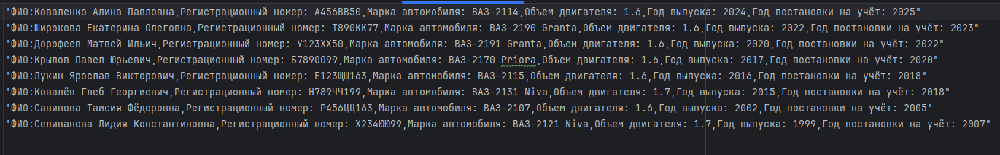 "ФИО:Коваленко Алина Павловна,Регистрационный номер: А456ВВ50,Марка автомобиля: ВАЗ-2114,Объем двигателя: 1.6,Год выпуска: 2024,Год постановки на учёт: 2025"
"ФИО:Широкова Екатерина Олеговна,Регистрационный номер: Т890КК77,Марка автомобиля: ВАЗ-2190 Granta,Объем двигателя: 1.6,Год выпуска: 2022,Год постановки на учёт: 2023"
"ФИО:Дорофеев Матвей Ильич,Регистрационный номер: У123ХХ50,Марка автомобиля: ВАЗ-2191 Granta,Объем двигателя: 1.6,Год выпуска: 2020,Год постановки на учёт: 2022"
"ФИО:Крылов Павел Юрьевич,Регистрационный номер: Б789ОО99,Марка автомобиля: ВАЗ-2170 Priora,Объем двигателя: 1.6,Год выпуска: 2017,Год постановки на учёт: 2020"
"ФИО:Лукин Ярослав Викторович,Регистрационный номер: Е123ЩЩ163,Марка автомобиля: ВАЗ-2115,Объем двигателя: 1.6,Год выпуска: 2016,Год постановки на учёт: 2018"
"ФИО:Ковалёв Глеб Георгиевич,Регистрационный номер: Н789ЧЧ199,Марка автомобиля: ВАЗ-2131 Niva,Объем двигателя: 1.7,Год выпуска: 2015,Год постановки на учёт: 2018"
"ФИО:Савинова Таисия Фёдоровна,Регистрационный номер: Р456ЦЦ163,Марка автомобиля: ВАЗ-2107,Объем двигателя: 1.6,Год выпуска: 2002,Год постановки на учёт: 2005"
"ФИО:Селиванова Лидия Константиновна,Регистрационный номер: Х234ЮЮ99,Марка автомобиля: ВАЗ-2121 Niva,Объем двигателя: 1.7,Год выпуска: 1999,Год постановки на учёт: 2007"